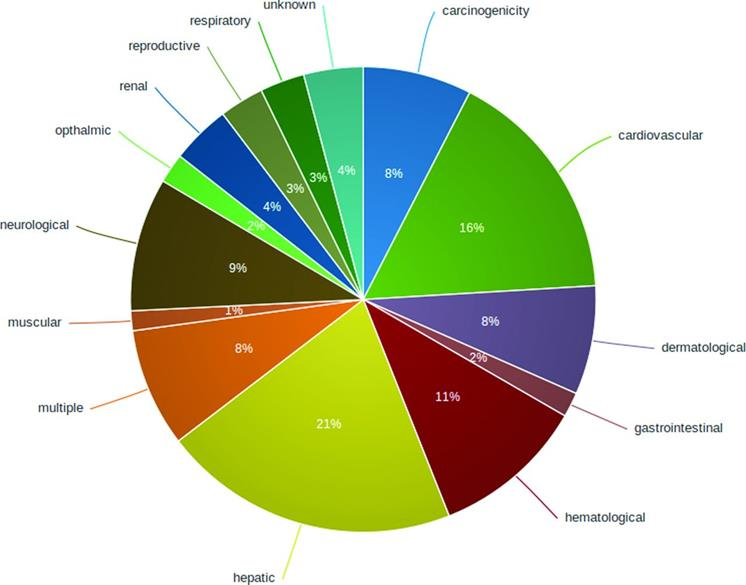 unknown
carcinogenicity
respiratory
reproductive
renal
opthalmic
cardiovascular
neurological
dermatological
muscular
gastrointestinal
multiple
hematological
hepatic
8%
16%
8%
2%
11%
21%
8%
1%
9%
2%
4%
3%
3%
4%